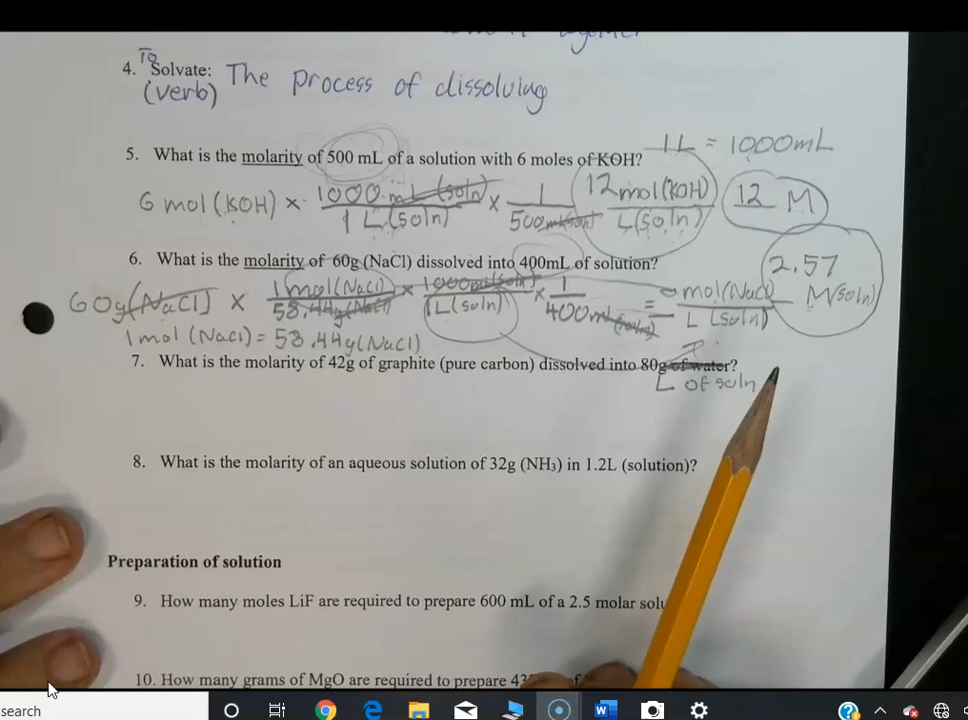 together
To
4. Solvate: The process of dissolving
(verb)
1L = 1000mL
5. What is the molarity of 500 mL of a solution with 6 moles of KOH?
6 mol (KOH) × 1000 mL (soln) / 1 L (soln) × 1 / 500 mL (soln) 12 mol (KOH) / L (soln) 12 M
6. What is the molarity of 60g (NaCl) dissolved into 400mL of solution?
2.57
60g (NaCl) × 1 mol (NaCl) / 58.44g (NaCl) × 1000 mL (soln) / 1L (soln) × 1 / 400mL (soln) = mol (NaCl) / L (soln) M (soln)
1 mol (NaCl) = 58.44g (NaCl)
7. What is the molarity of 42g of graphite (pure carbon) dissolved into 80g of water?
L of soln
8. What is the molarity of an aqueous solution of 32g (NH₃) in 1.2L (solution)?
Preparation of solution
9. How many moles LiF are required to prepare 600 mL of a 2.5 molar
10. How many grams of MgO are required to prepare
search